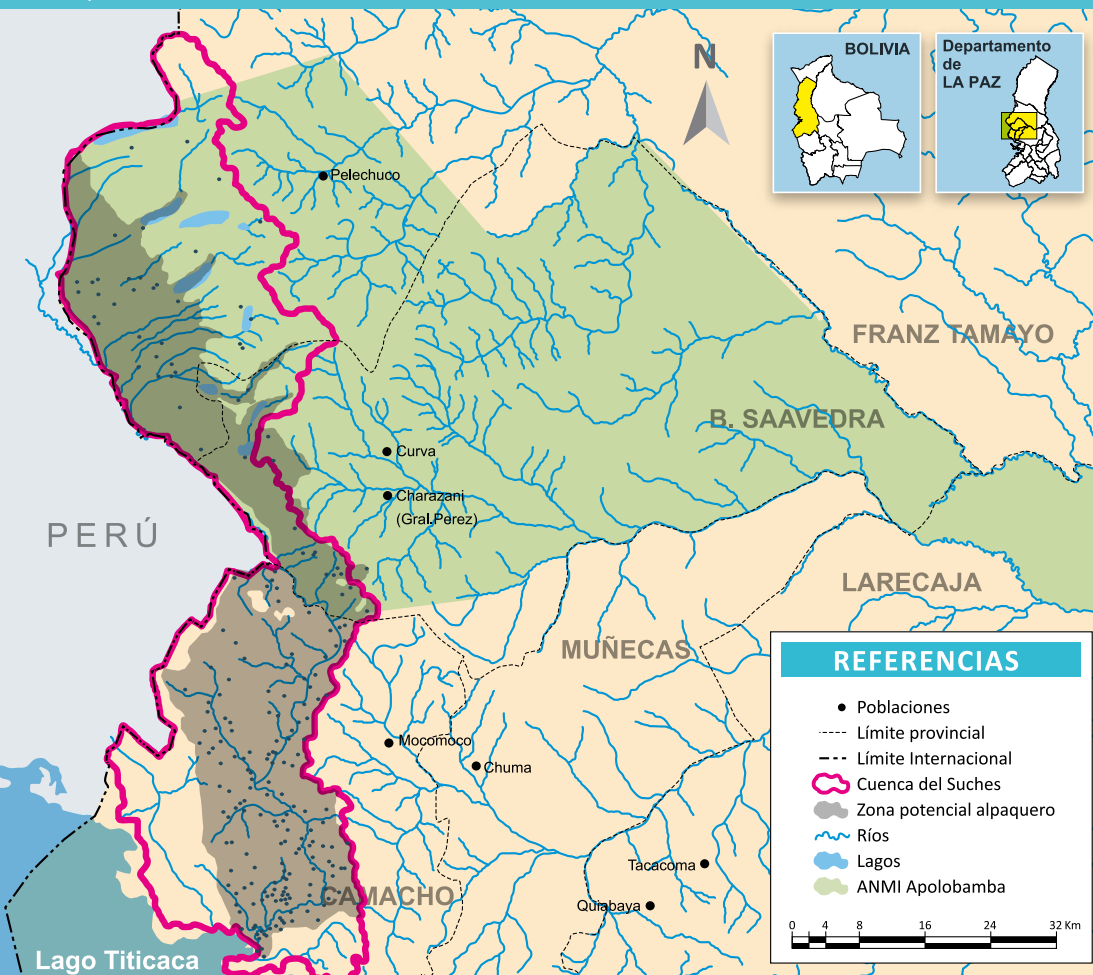 N
BOLIVIA
Departamento
de
LA PAZ
Pelechuco
FRANZ TAMAYO
B. SAAVEDRA
Curva
Charazani
(Gral.Perez)
PERÚ
LARECAJA
MUÑECAS
Mocomoco
Chuma
Tacacoma
CAMACHO
Quiabaya
Lago Titicaca
REFERENCIAS
Poblaciones
Límite provincial
Límite Internacional
Cuenca del Suches
Zona potencial alpaquero
Ríos
Lagos
ANMI Apolobamba
0 4 8 16 24 32 Km